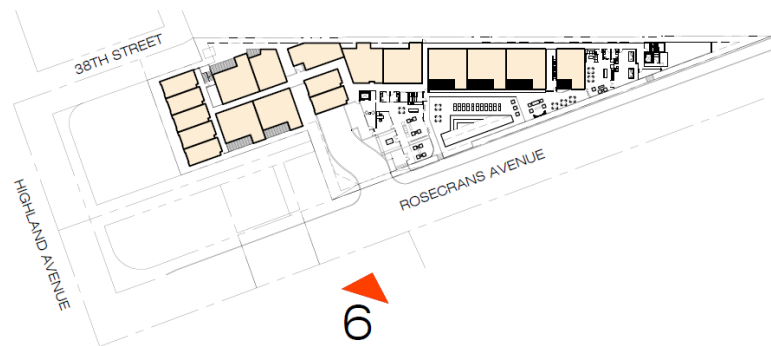 38TH STREET
HIGHLAND AVENUE
ROSECRANS AVENUE
6